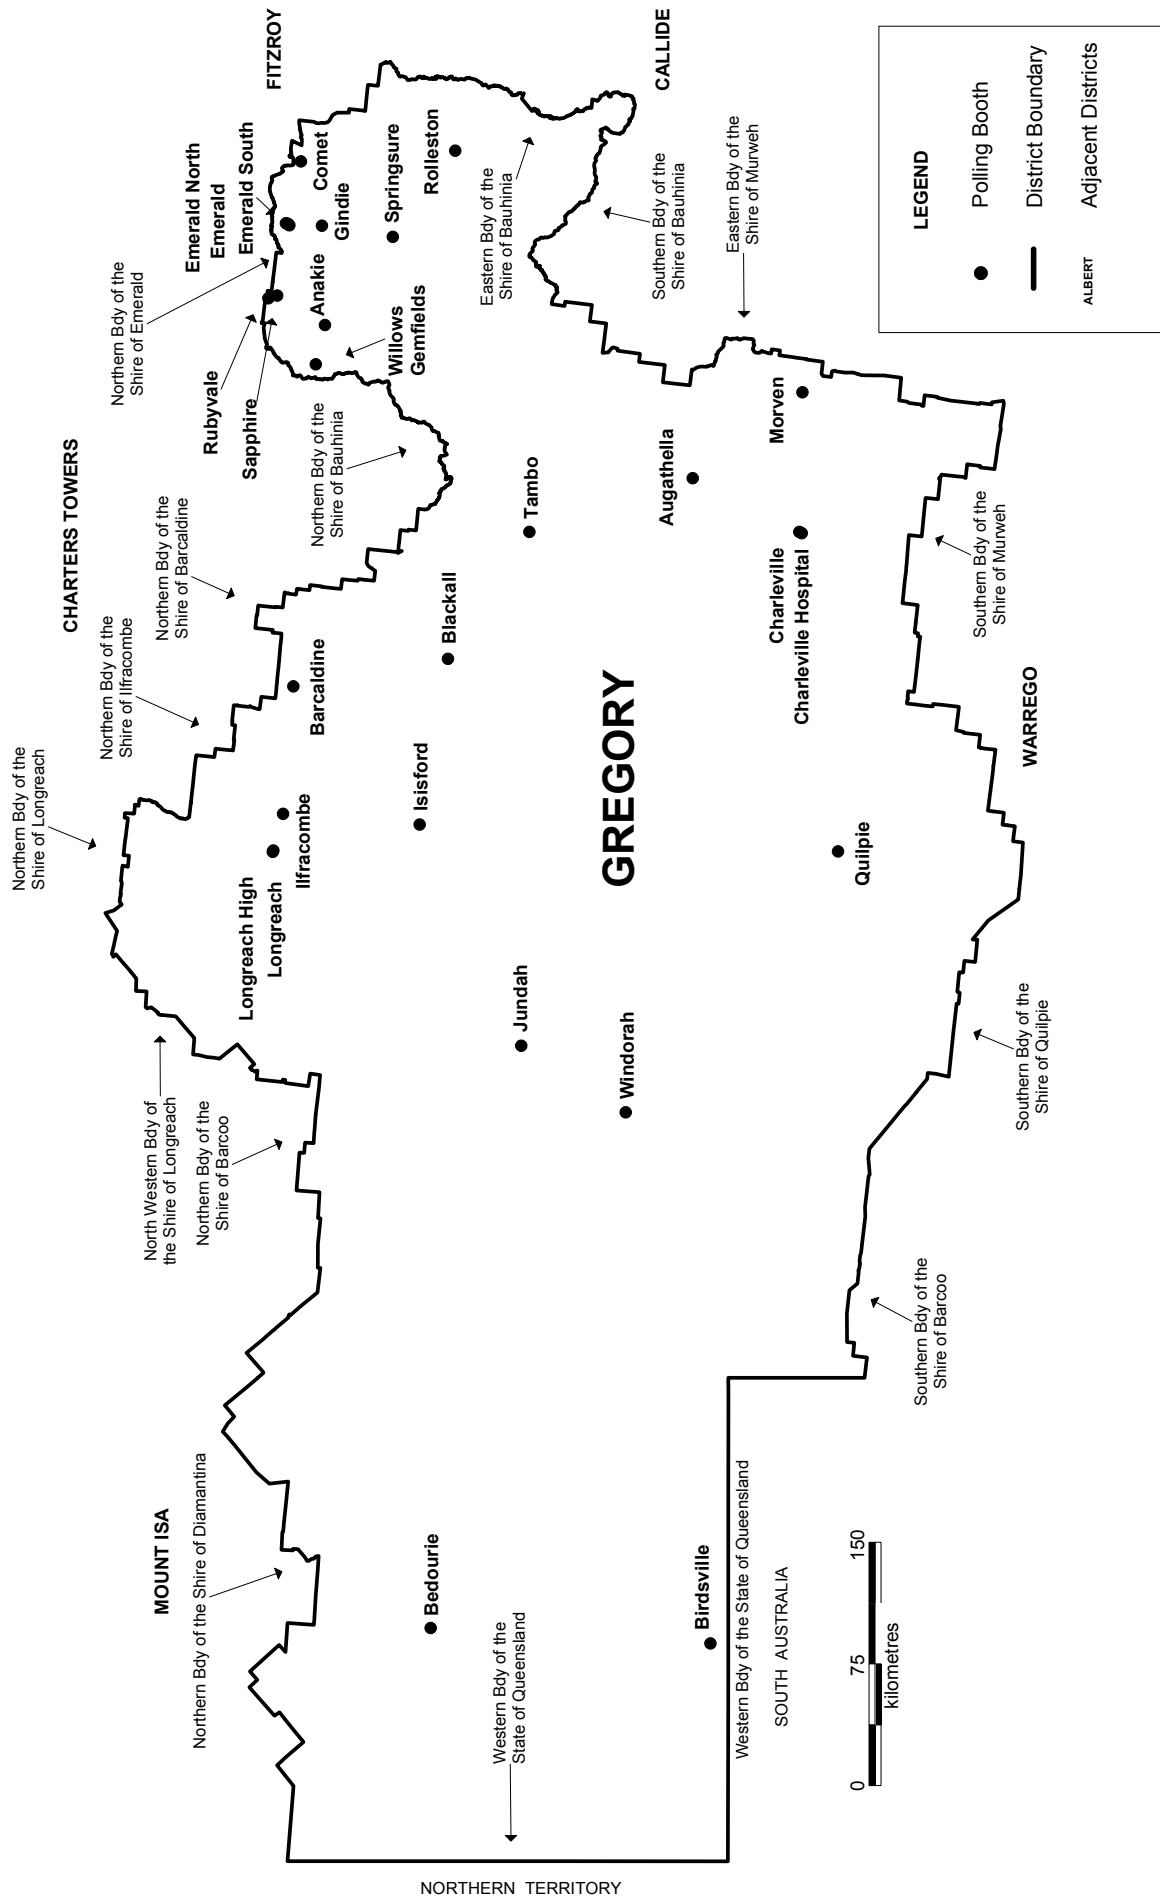 NORTHERN TERRITORY
MOUNT ISA
Northern Bdy of the Shire of Diamantina
North Western Bdy of
the Shire of Longreach
Northern Bdy of the
Shire of Barcoo
Northern Bdy of the
Shire of Longreach
Northern Bdy of the
Shire of Ilfracombe
CHARTERS TOWERS
Northern Bdy of the
Shire of Barcaldine
Northern Bdy of the
Shire of Emerald
Northern Bdy of the
Shire of Bauhinia
FITZROY
Emerald North
Emerald
Emerald South
Rubyvale
Sapphire
Comet
Gindie
Anakie
Willows
Gemfields
Springsure
Rolleston
Longreach High
Longreach
Ilfracombe
Barcaldine
Isisford
Blackall
Tambo
Jundah
Windorah
GREGORY
Bedourie
Birdsville
Western Bdy of the
State of Queensland
Western Bdy of the State of Queensland
SOUTH AUSTRALIA
Eastern Bdy of the
Shire of Bauhinia
Southern Bdy of the
Shire of Bauhinia
CALLIDE
Eastern Bdy of the
Shire of Murweh
Augathella
Morven
Charleville
Charleville Hospital
Quilpie
Southern Bdy of the
Shire of Murweh
WARREGO
Southern Bdy of the
Shire of Quilpie
Southern Bdy of the
Shire of Barcoo
0 75 150
kilometres
LEGEND
Polling Booth
District Boundary
ALBERT Adjacent Districts